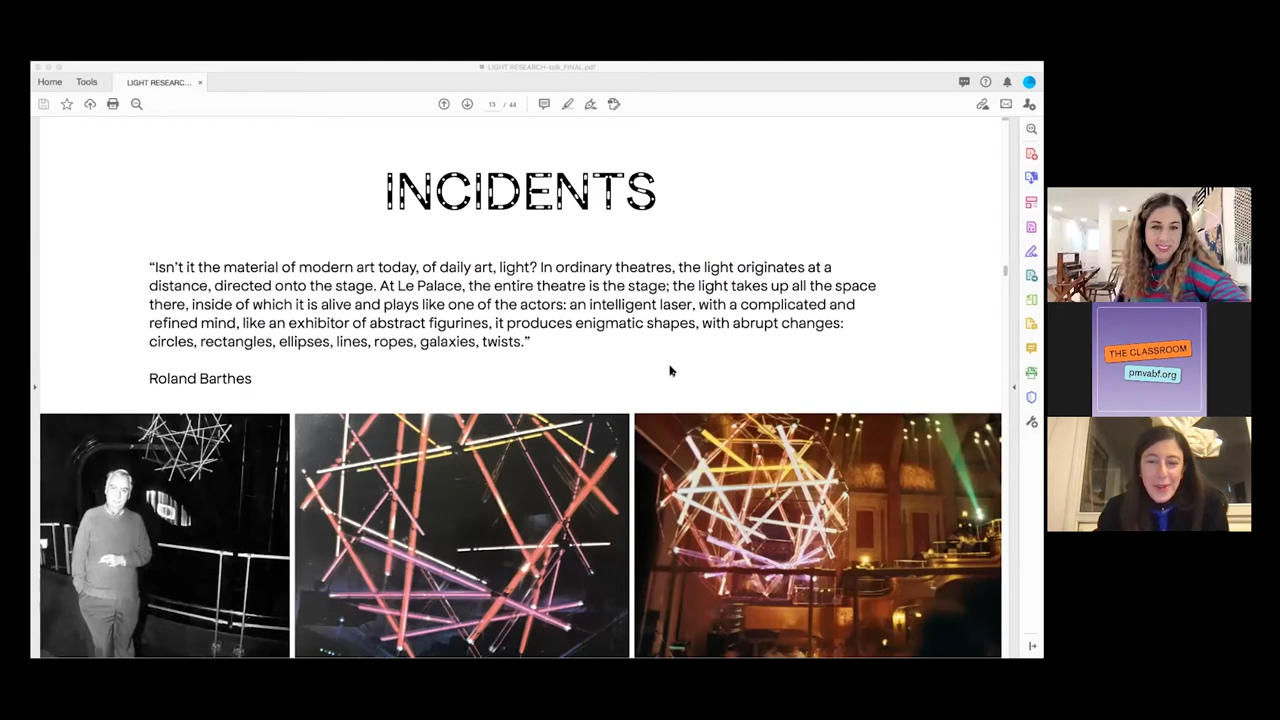 LIGHT RESEARCH-talk_FINAL.pdf
Home Tools LIGHT RESEARC... ×
13 / 44
INCIDENTS
“Isn’t it the material of modern art today, of daily art, light? In ordinary theatres, the light originates at a
distance, directed onto the stage. At Le Palace, the entire theatre is the stage; the light takes up all the space
there, inside of which it is alive and plays like one of the actors: an intelligent laser, with a complicated and
refined mind, like an exhibitor of abstract figurines, it produces enigmatic shapes, with abrupt changes:
circles, rectangles, ellipses, lines, ropes, galaxies, twists.”
Roland Barthes
THE CLASSROOM
pmvabf.org